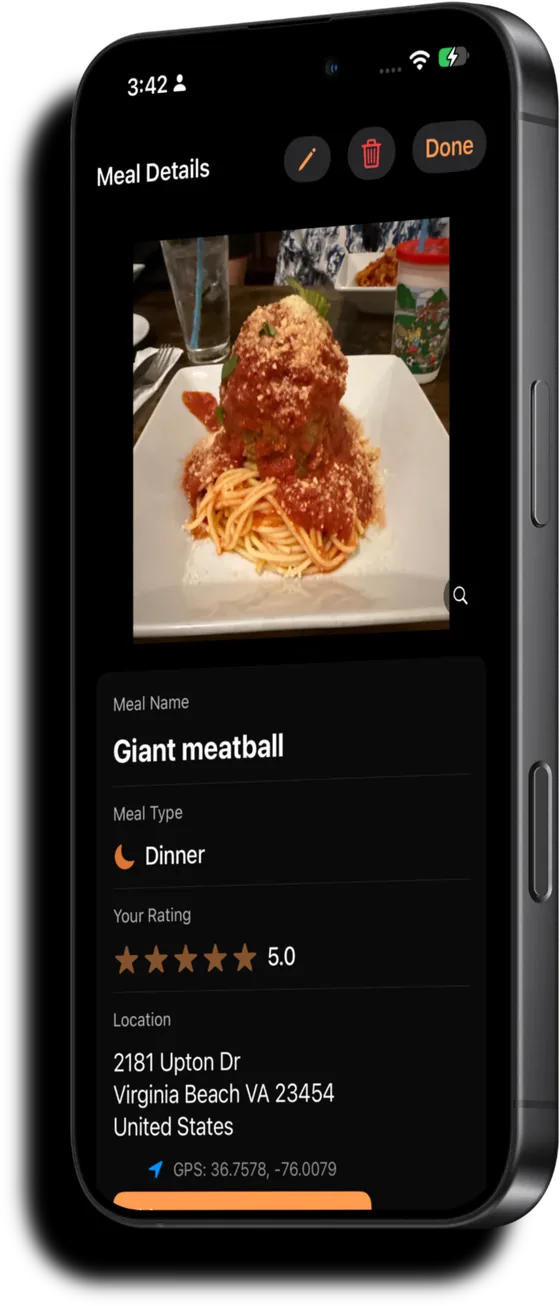 3:42
Meal Details
Done
Meal Name
Giant meatball
Meal Type
Dinner
Your Rating
5.0
Location
2181 Upton Dr
Virginia Beach VA 23454
United States
GPS: 36.7578, -76.0079